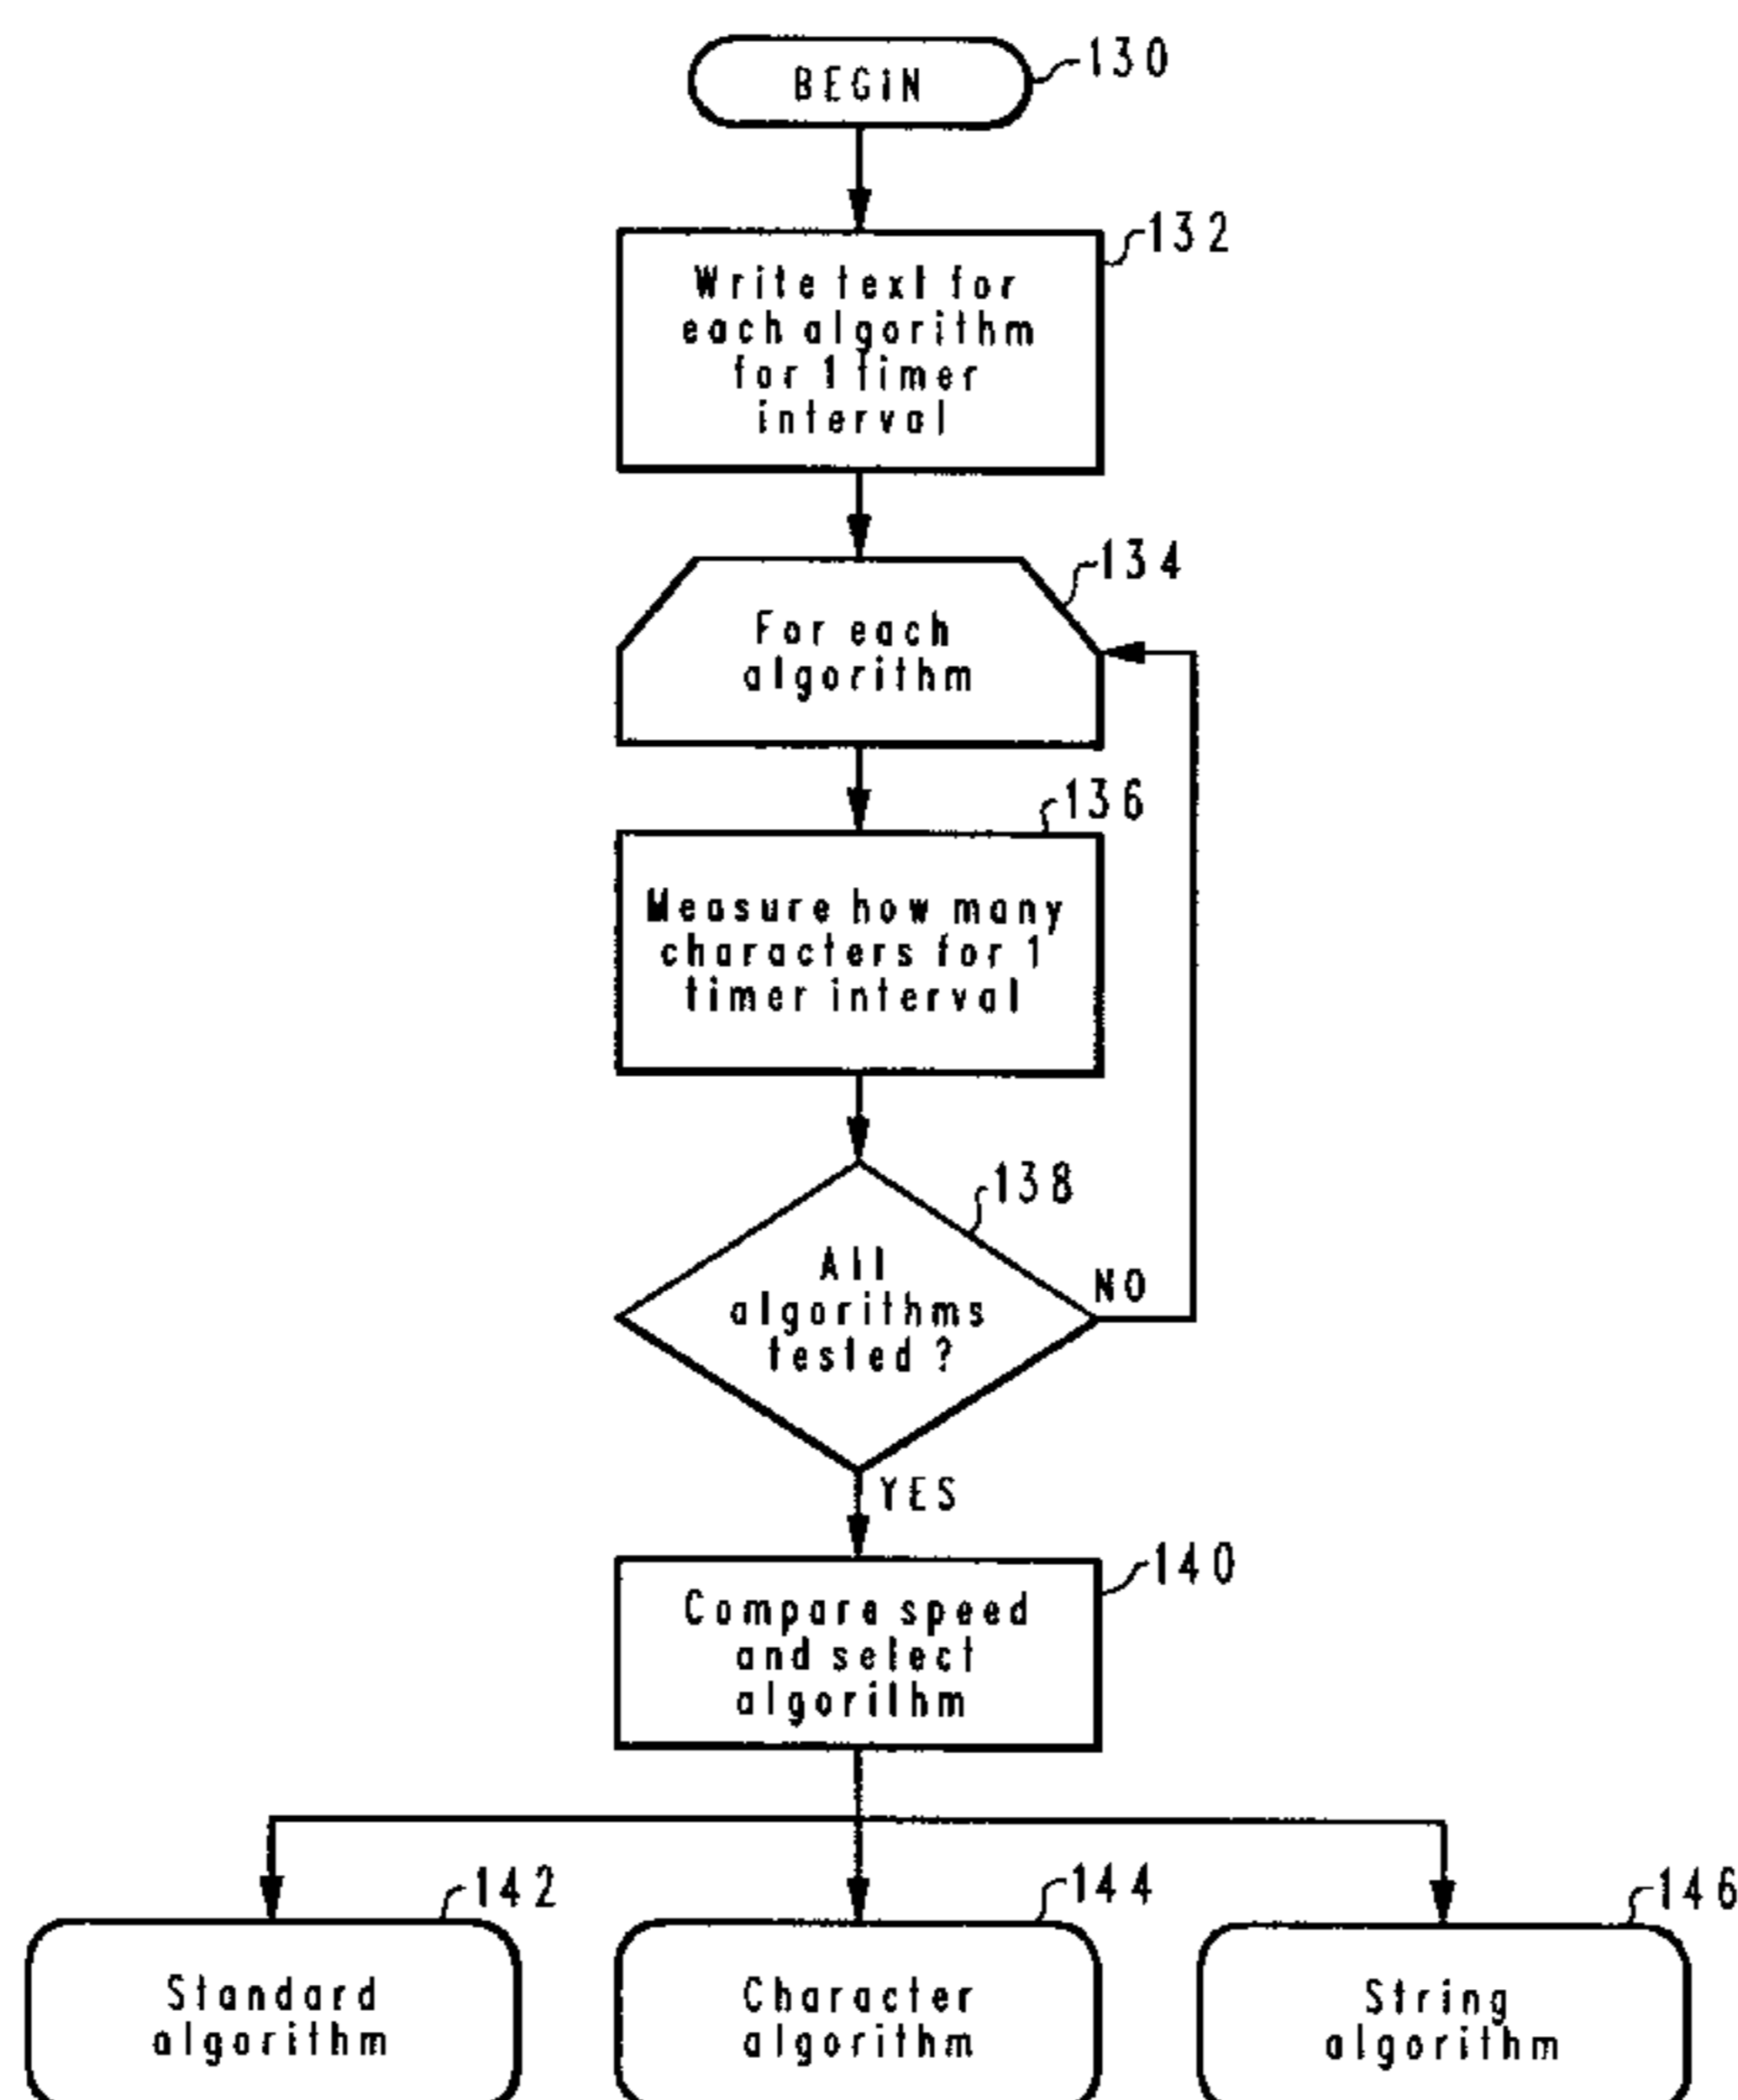 BEGIN
130
132
Write text for
each algorithm
for 1 timer
interval
134
For each
algorithm
136
Measure how many
characters for 1
timer interval
138
All
algorithms
tested ?
NO
YES
140
Compare speed
and select
algorithm
142
144
146
Standard
algorithm
Character
algorithm
String
algorithm